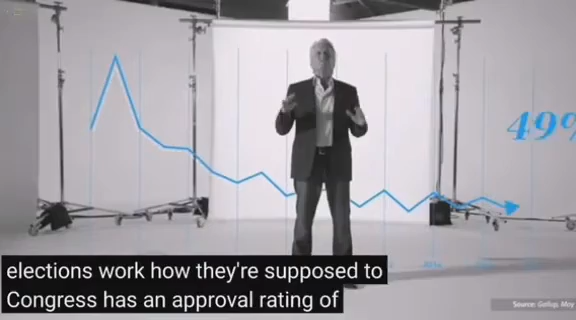 49%
elections work how they're supposed to
Congress has an approval rating of
Source: Gallup, May